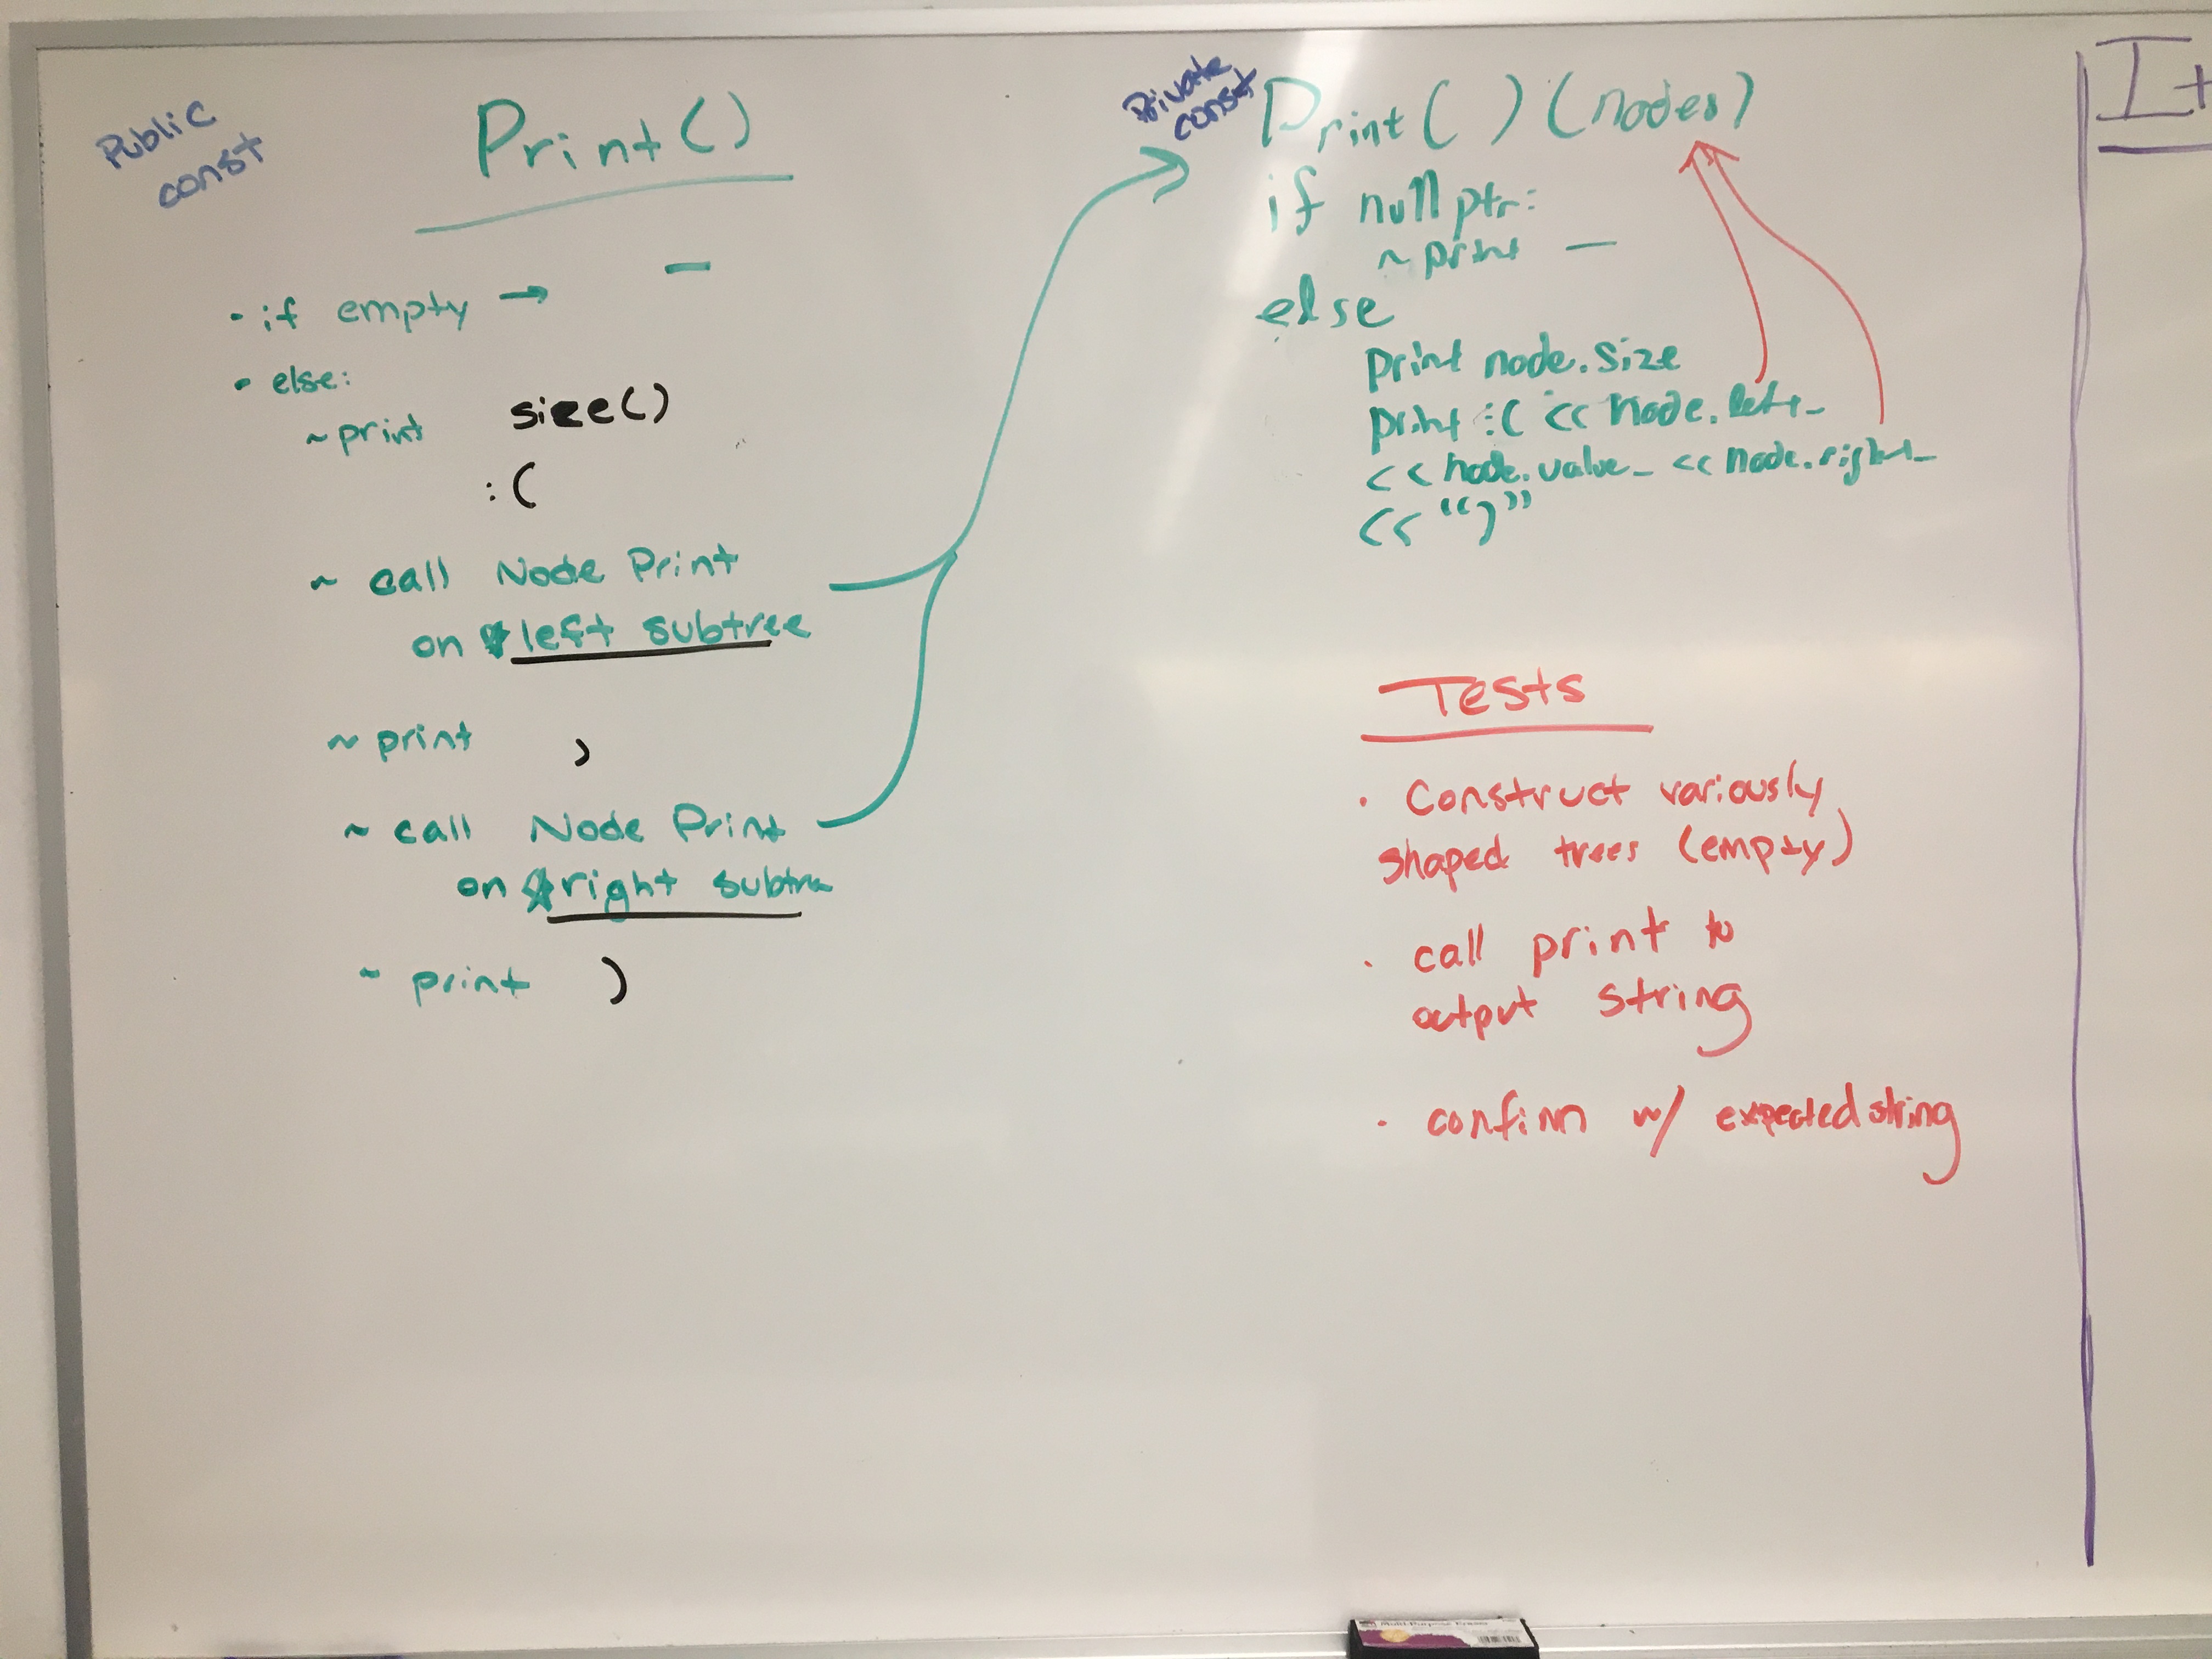 Public
const
Print()
• if empty → –
• else:
~ print size()
:(
~ call Node Print
on left subtree
~ print ,
~ call Node Print
on right subtree
~ print )
Private
const
Print( ) (nodes)
if nullptr:
~ print —
else
print node.size
print :( << node.left_
<< node.value_ << node.right_
<< ")"
Tests
• Construct variously
shaped trees (empty)
• call print to
output string
• confirm w/ expected string
It